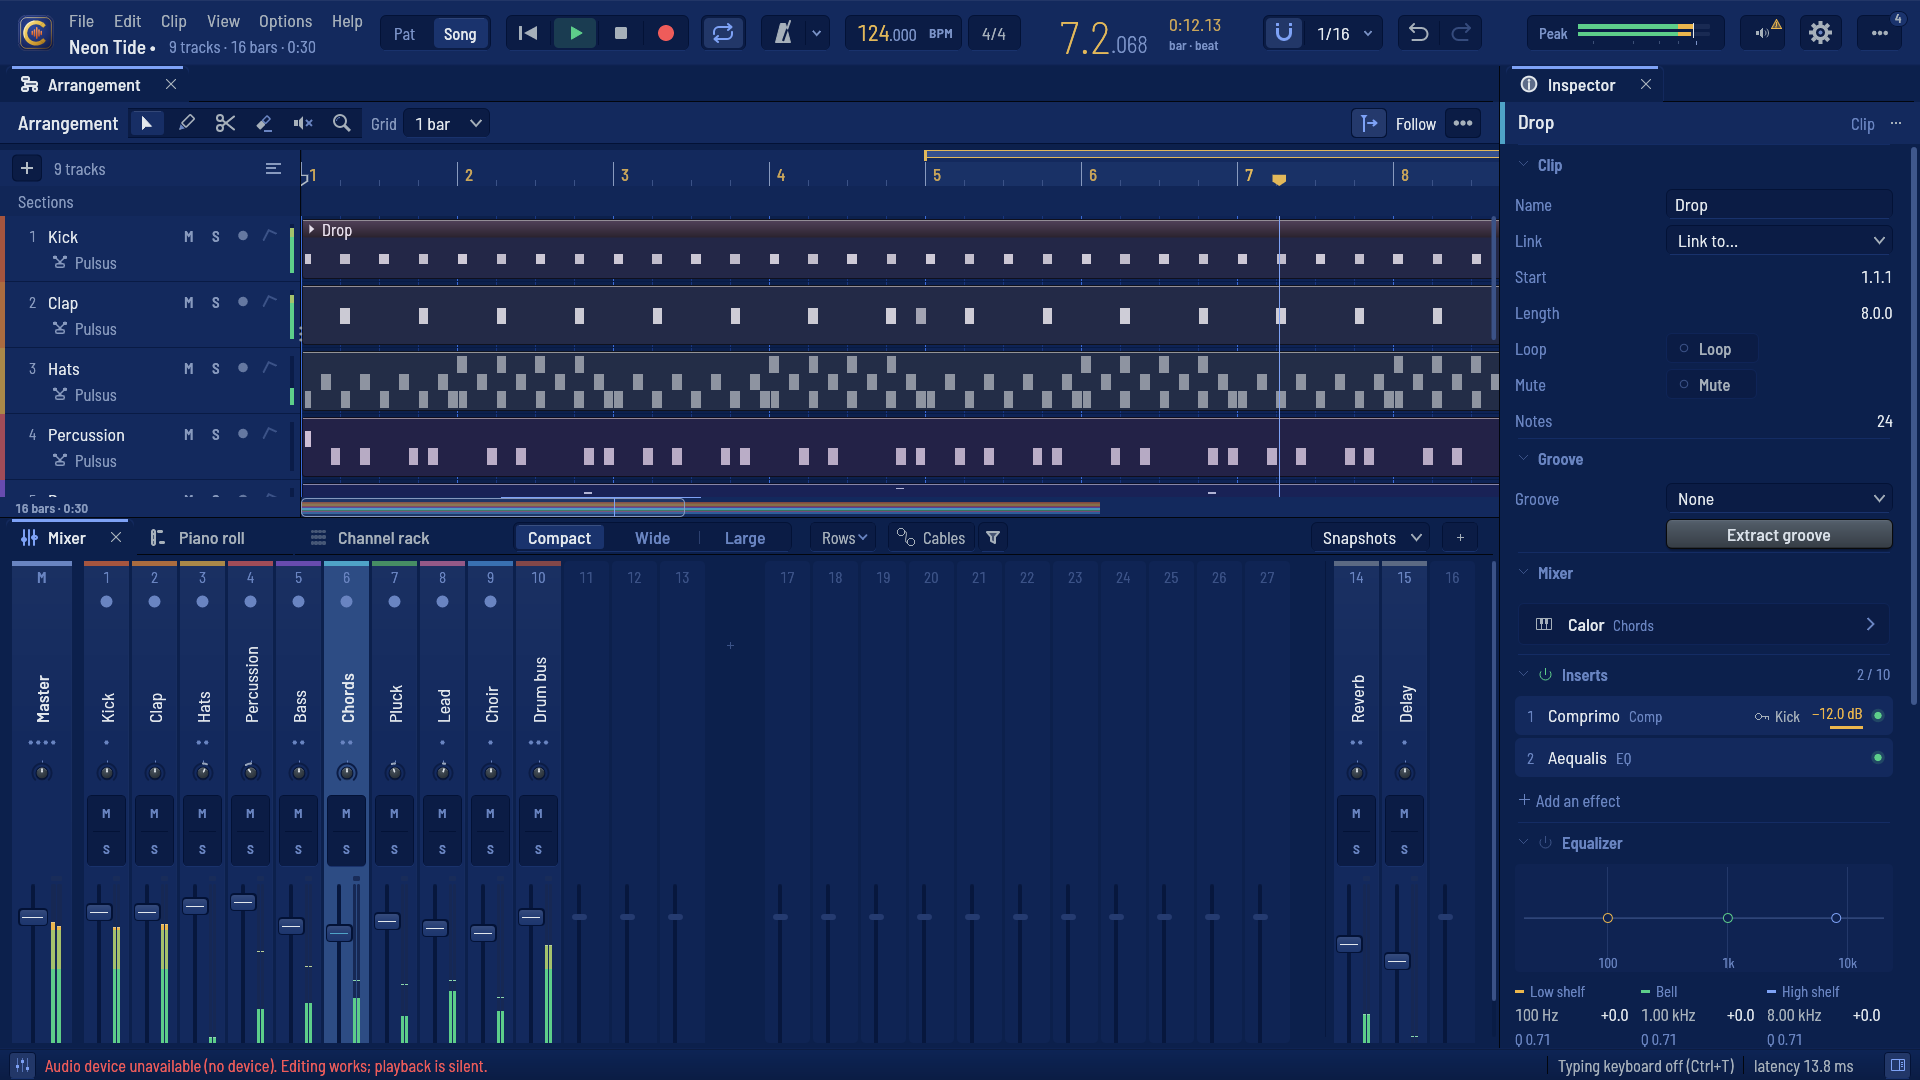 File Edit Clip View Options Help
Neon Tide • 9 tracks · 16 bars · 0:30
Pat Song
124.000 BPM 4/4
7.2.068
0:12.13
bar · beat
1/16
Peak
4
Arrangement
Inspector
Arrangement Grid 1 bar Follow
Drop Clip
9 tracks
1 2 3 4 5 6 7 8
Sections
1 Kick M S
Pulsus
2 Clap M S
Pulsus
3 Hats M S
Pulsus
4 Percussion M S
Pulsus
16 bars · 0:30
Drop
Clip
Name Drop
Link Link to...
Start 1.1.1
Length 8.0.0
Loop Loop
Mute Mute
Notes 24
Groove
Groove None
Extract groove
Mixer
Calor Chords
Inserts 2 / 10
1 Comprimo Comp Kick −12.0 dB
2 Aequalis EQ
+ Add an effect
Equalizer
100 1k 10k
Low shelf Bell High shelf
100 Hz +0.0 1.00 kHz +0.0 8.00 kHz +0.0
Q 0.71 Q 0.71 Q 0.71
Mixer Piano roll Channel rack Compact Wide Large Rows Cables Snapshots +
M 1 2 3 4 5 6 7 8 9 10 11 12 13 17 18 19 20 21 22 23 24 25 26 27 14 15 16
+
Master Kick Clap Hats Percussion Bass Chords Pluck Lead Choir Drum bus Reverb Delay
M M M M M M M M M M M M
S S S S S S S S S S S S
Audio device unavailable (no device). Editing works; playback is silent.
Typing keyboard off (Ctrl+T) latency 13.8 ms